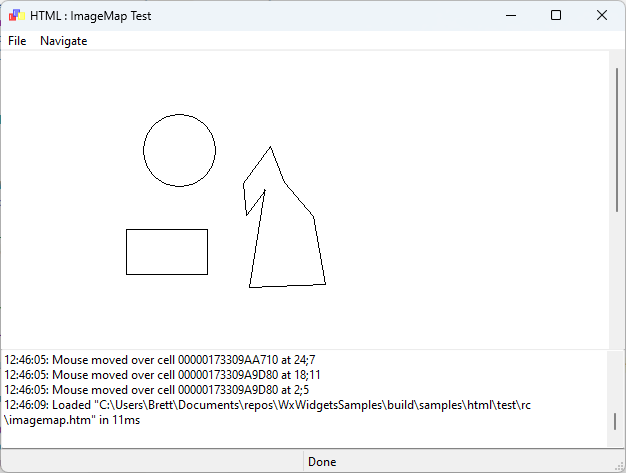 HTML : ImageMap Test
File Navigate
12:46:05: Mouse moved over cell 00000173309AA710 at 24;7
12:46:05: Mouse moved over cell 00000173309A9D80 at 18;11
12:46:05: Mouse moved over cell 00000173309A9D80 at 2;5
12:46:09: Loaded "C:\Users\Brett\Documents\repos\WxWidgetsSamples\build\samples\html\test\rc
\imagemap.htm" in 11ms
Done